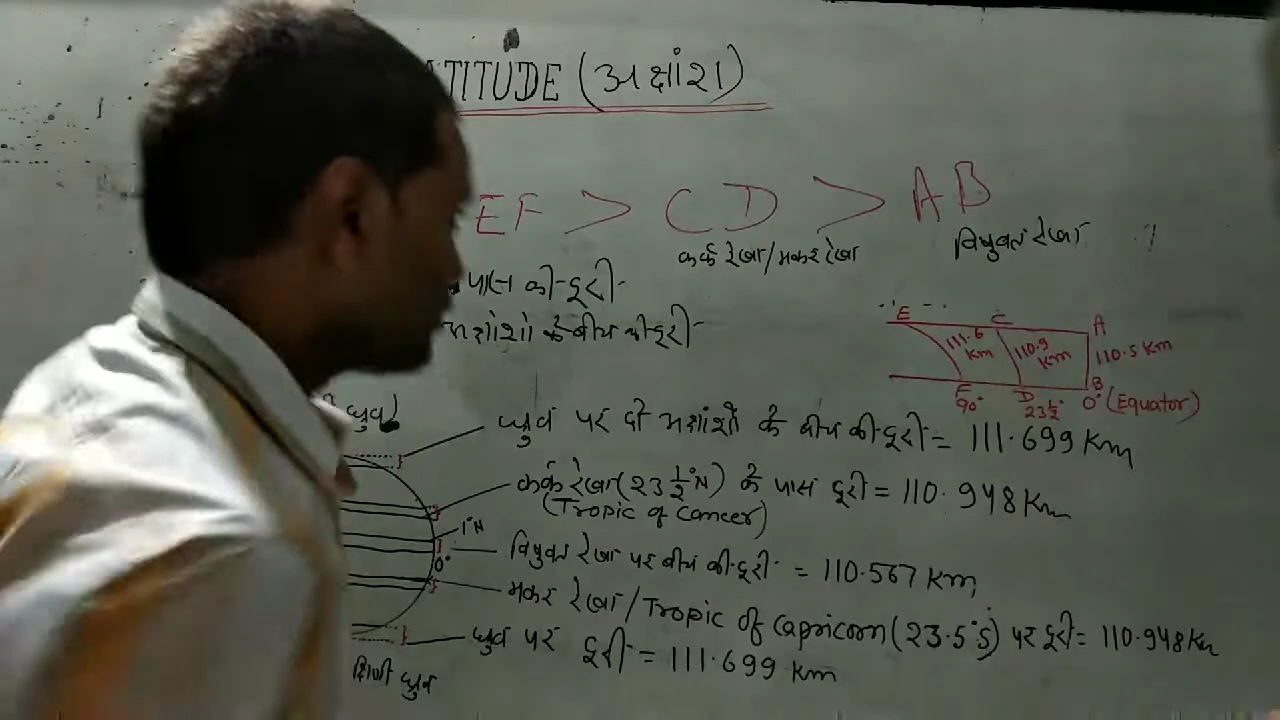 TITUDE (अक्षांश)
EF > CD > AB
कर्क रेखा/मकर रेखा
विषुवत रेखा
पास की दूरी
अक्षांशो के बीच की दूरी
E C A
111.6 Km 110.9 Km 110.5 Km
F D B
90° 23½° 0° (Equator)
ध्रुव
ध्रुव पर दो अक्षांशों के बीच की दूरी = 111.699 Km
कर्क रेखा (23½°N) के पास दूरी = 110.948 Km
(Tropic of Cancer)
1°N
0°
विषुवत रेखा पर बीच की दूरी = 110.567 Km
मकर रेखा/Tropic of Capricorn (23.5°S) पर दूरी = 110.948 Km
ध्रुव पर दूरी = 111.699 Km
ध्रुव